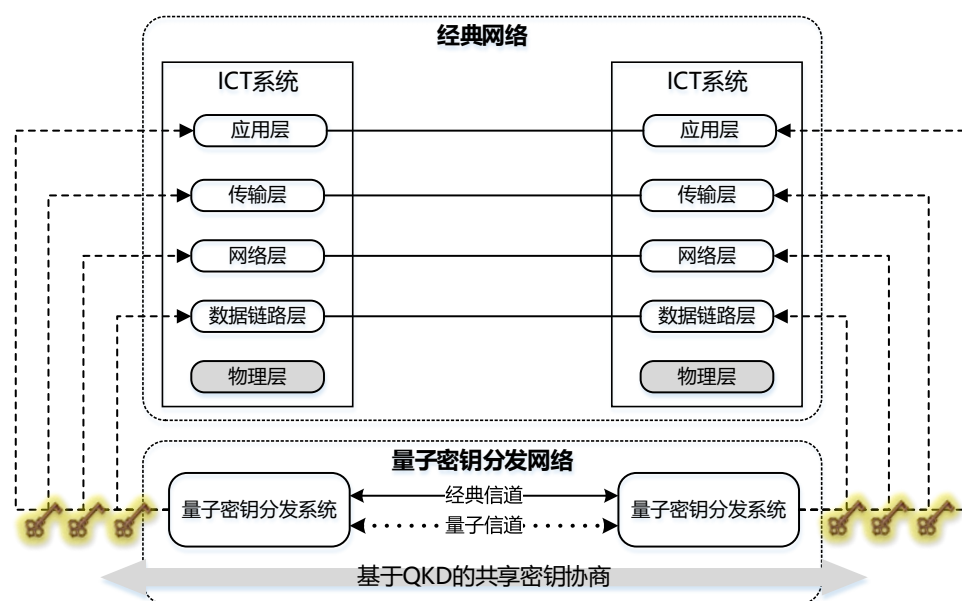 经典网络
ICT系统
ICT系统
应用层
应用层
传输层
传输层
网络层
网络层
数据链路层
数据链路层
物理层
物理层
量子密钥分发网络
量子密钥分发系统
经典信道
量子信道
量子密钥分发系统
基于QKD的共享密钥协商